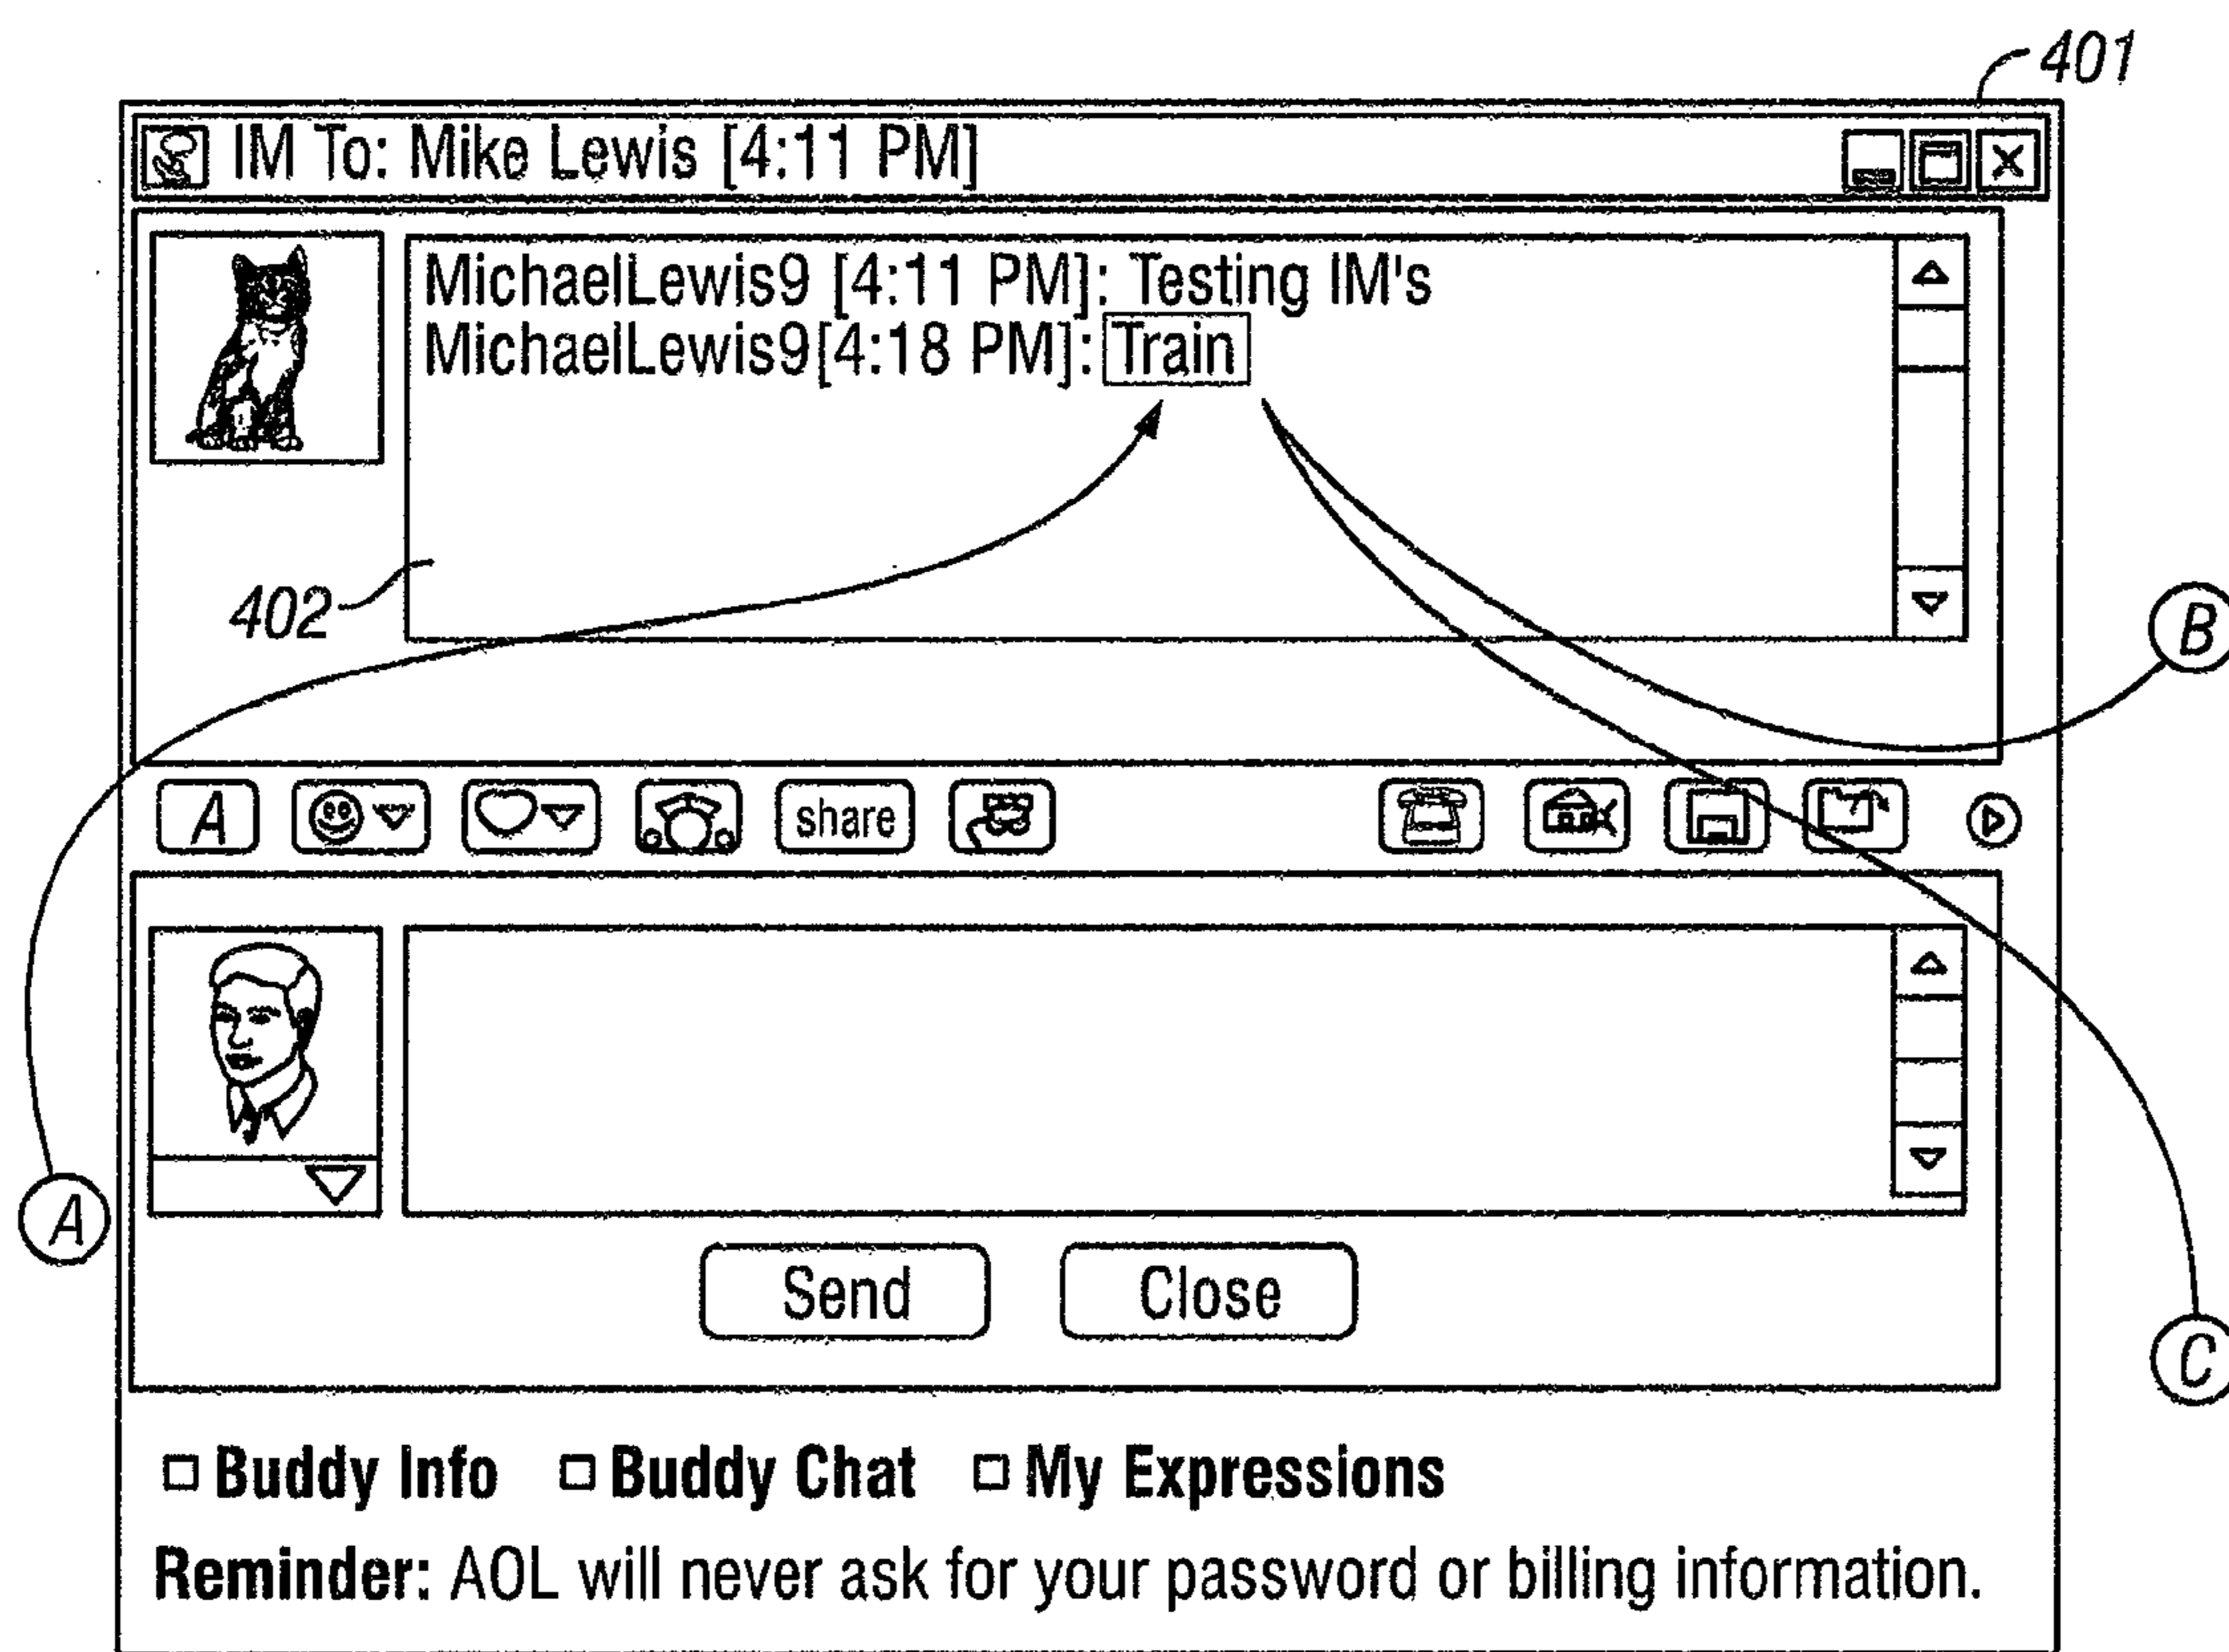 401
IM To: Mike Lewis [4:11 PM]
MichaelLewis9 [4:11 PM]: Testing IM's
MichaelLewis9[4:18 PM]: Train
402
B
A share
A
Send Close
C
Buddy Info Buddy Chat My Expressions
Reminder: AOL will never ask for your password or billing information.